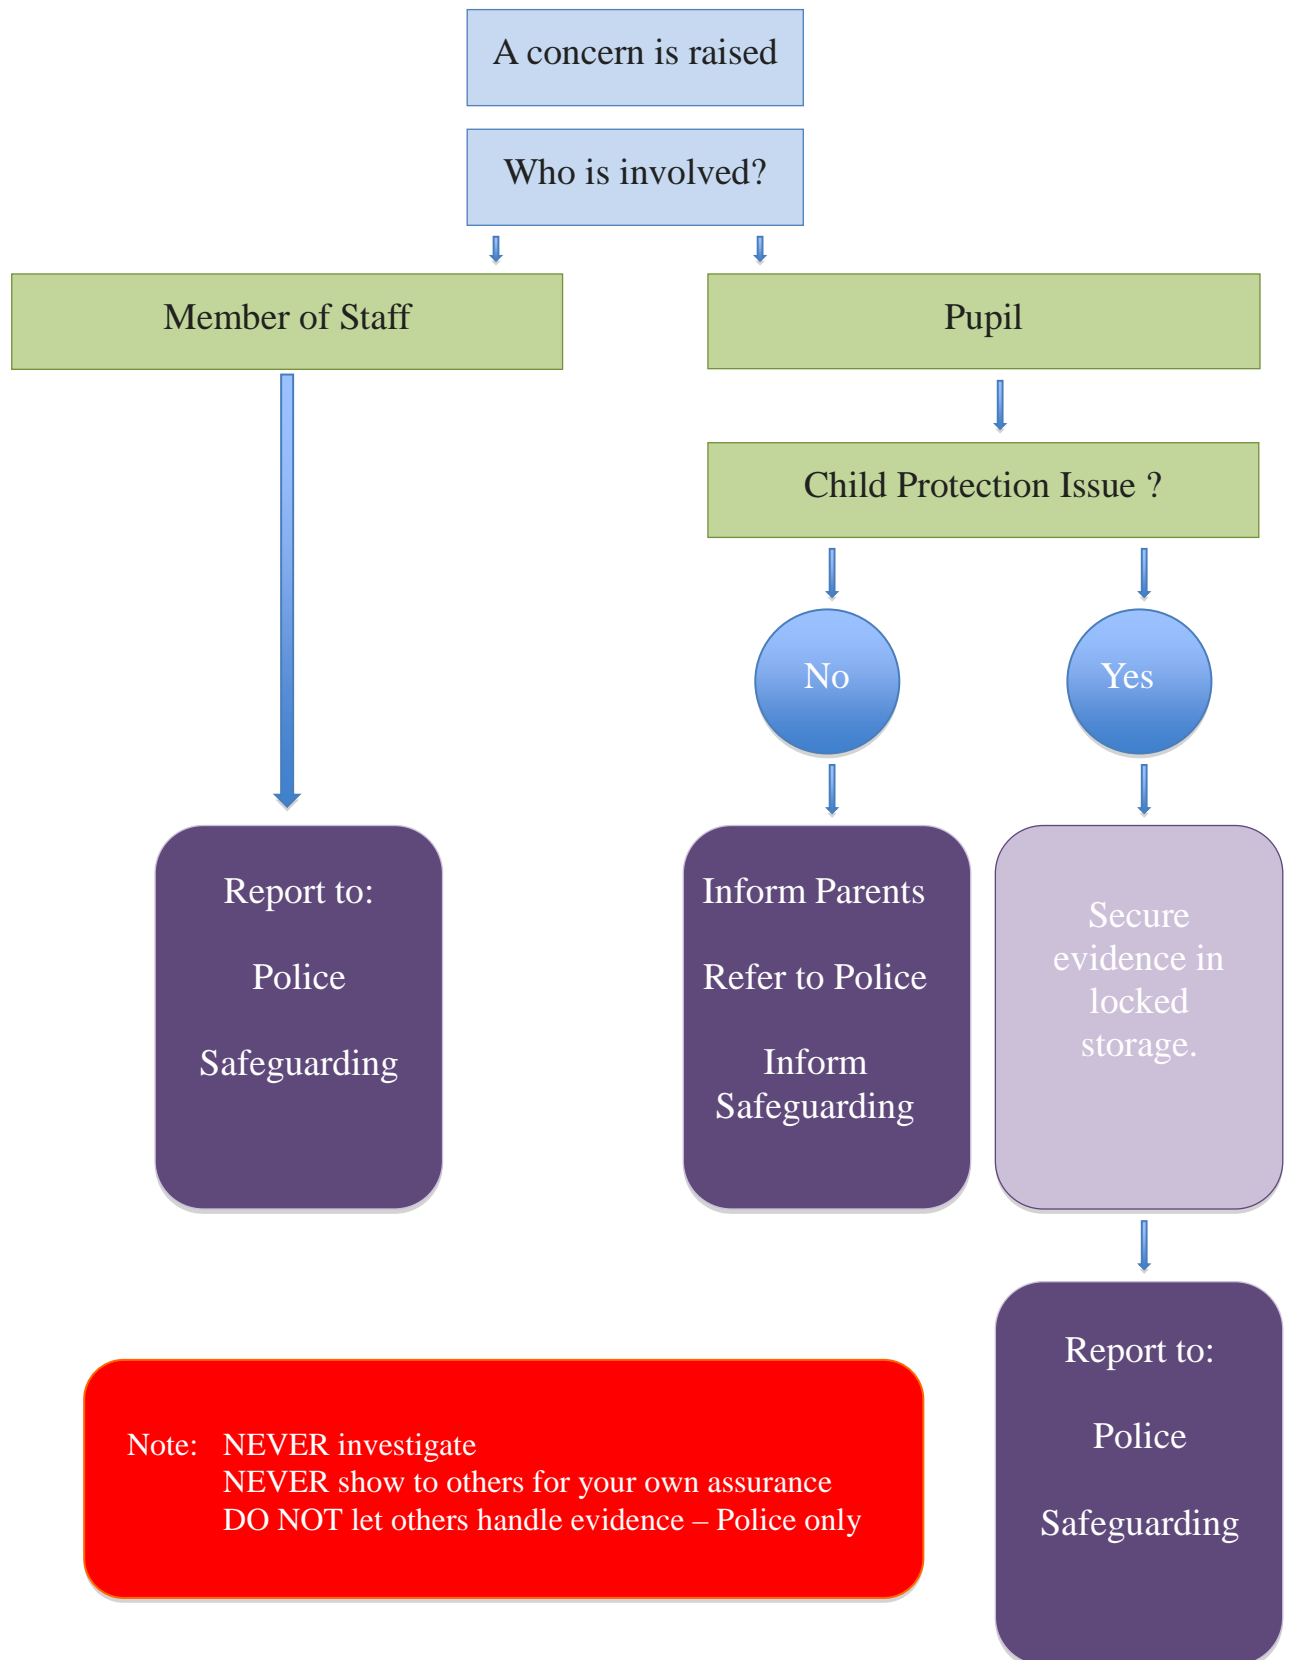 A concern is raised
Who is involved?
Member of Staff
Pupil
Child Protection Issue ?
No
Yes
Report to:
Police
Safeguarding
Inform Parents
Refer to Police
Inform
Safeguarding
Secure
evidence in
locked
storage.
Report to:
Police
Safeguarding
Note: NEVER investigate
NEVER show to others for your own assurance
DO NOT let others handle evidence – Police only